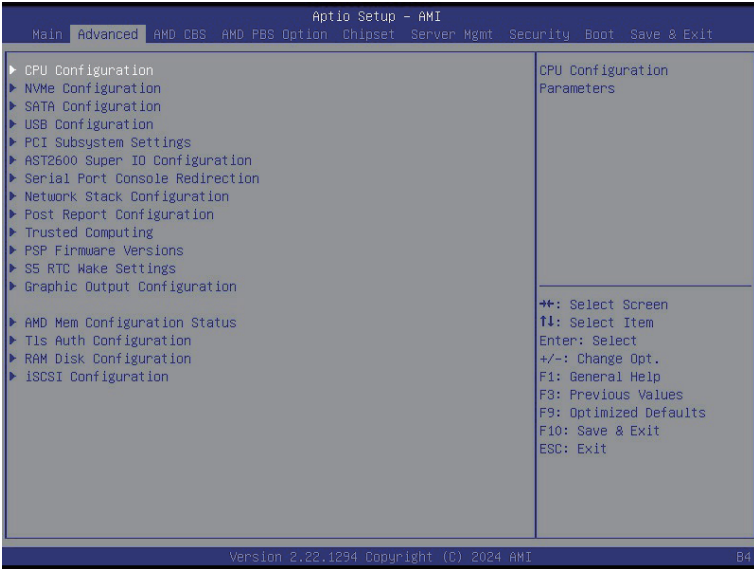 Aptio Setup – AMI
Main Advanced AMD CBS AMD PBS Option Chipset Server Mgmt Security Boot Save & Exit
CPU Configuration
NVMe Configuration
SATA Configuration
USB Configuration
PCI Subsystem Settings
AST2600 Super IO Configuration
Serial Port Console Redirection
Network Stack Configuration
Post Report Configuration
Trusted Computing
PSP Firmware Versions
S5 RTC Wake Settings
Graphic Output Configuration
AMD Mem Configuration Status
Tls Auth Configuration
RAM Disk Configuration
iSCSI Configuration
CPU Configuration
Parameters
→←: Select Screen
↑↓: Select Item
Enter: Select
+/-: Change Opt.
F1: General Help
F3: Previous Values
F9: Optimized Defaults
F10: Save & Exit
ESC: Exit
Version 2.22.1294 Copyright (C) 2024 AMI
B4